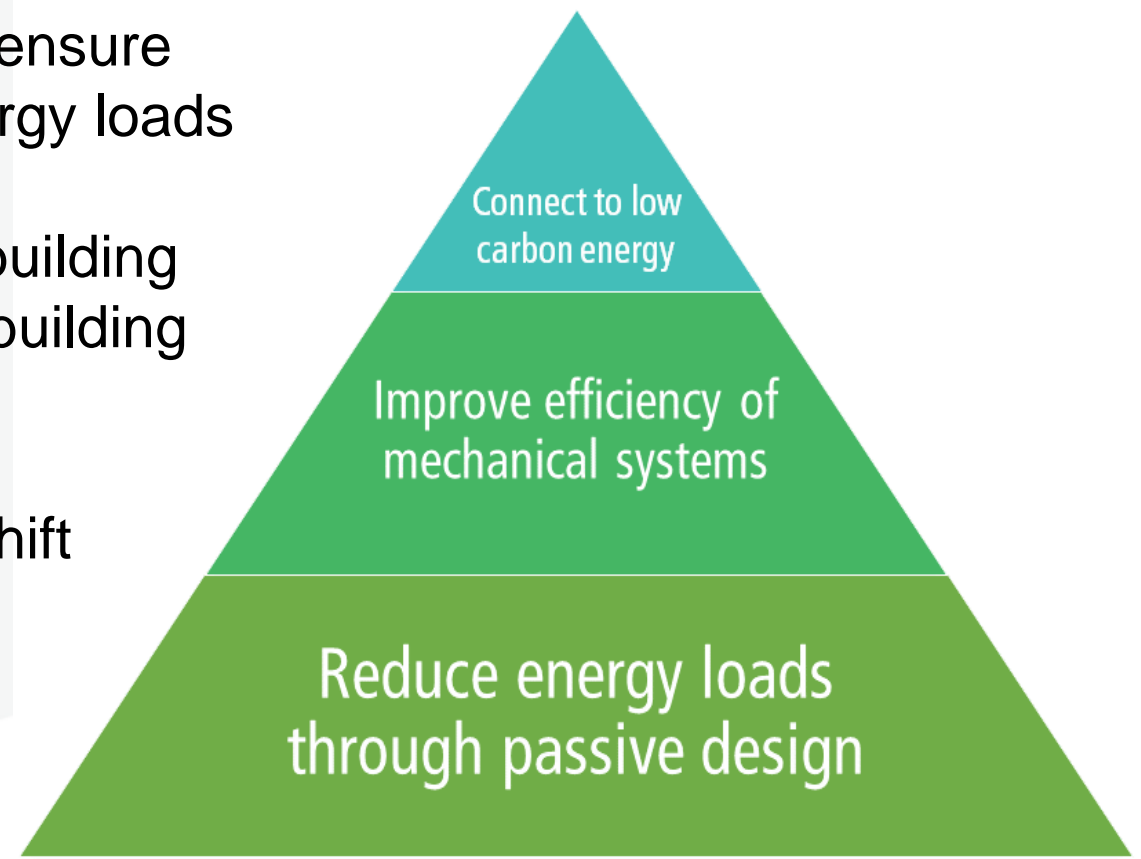 ensure
rgy loads
building
building
hift
Connect to low
carbon energy
Improve efficiency of
mechanical systems
Reduce energy loads
through passive design